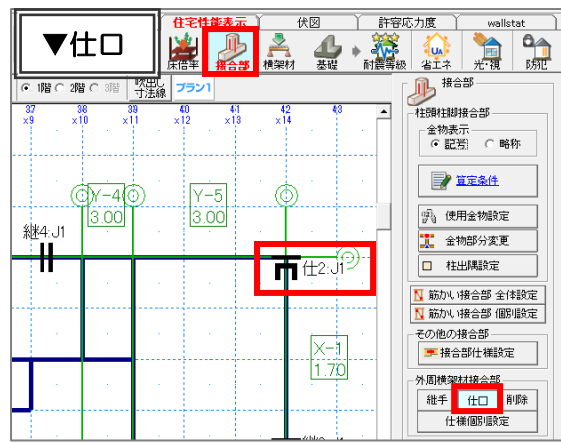 ▼仕口
住宅性能表示 伏図 許容応力度 wallstat
床倍率 接合部 横架材 基礎 耐震等級 省エネ 光・視 防犯
1階 2階 3階 吹出し寸法線 プラン1
37 38 39 40 41 42 43
x9 x10 x11 x12 x13 x14
Y-4
3.00
Y-5
3.00
継4:J1
仕2:J1
X-1
1.70
接合部
柱頭柱脚接合部
金物表示
記号 略称
算定条件
使用金物設定
金物部分変更
柱出隅設定
筋かい接合部 全体設定
筋かい接合部 個別設定
その他の接合部
接合部仕様設定
外周横架材接合部
継手 仕口 削除
仕様個別設定